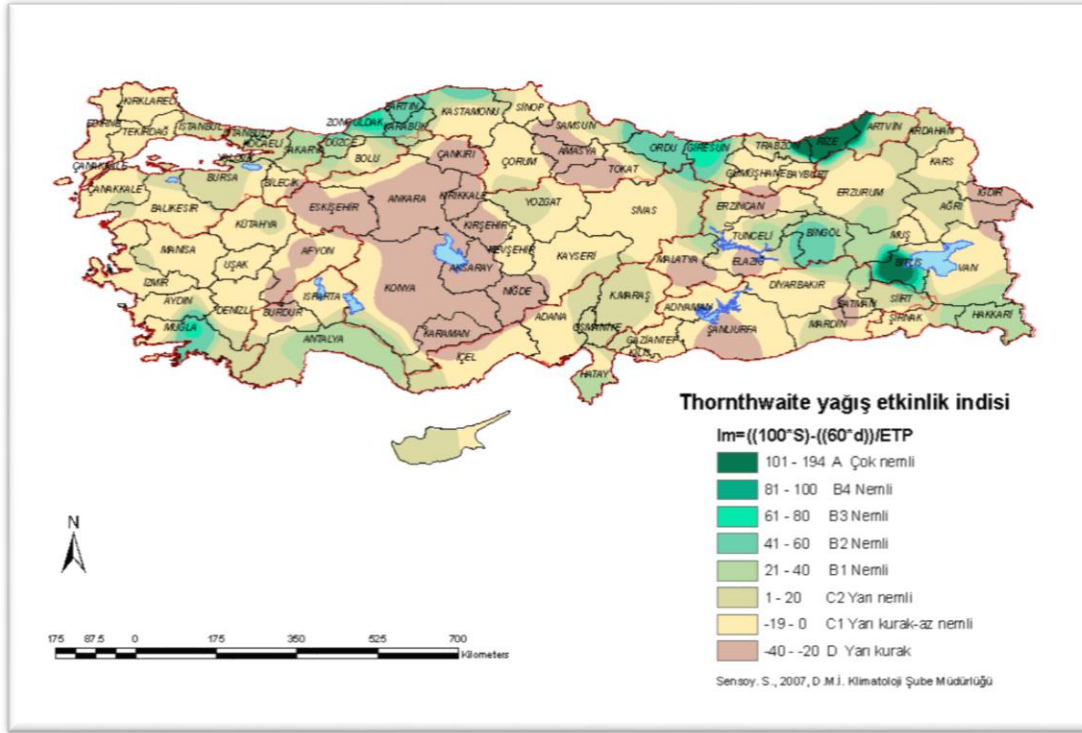 KIRKLARELİ
EDİRNE
TEKİRDAĞ
İSTANBUL
İSTANBUL
KOCAELİ
YALOVA
SAKARYA
DÜZCE
ZONGULDAK
BARTIN
KARABÜK
KASTAMONU
SİNOP
SAMSUN
ORDU
GİRESUN
TRABZON
RİZE
ARTVİN
ARDAHAN
ÇANAKKALE
ÇANAKKALE
BURSA
BİLECİK
BOLU
ÇANKIRI
ÇORUM
AMASYA
TOKAT
GÜMÜŞHANE
BAYBURT
KARS
BALIKESİR
KÜTAHYA
ESKİŞEHİR
ANKARA
KIRIKKALE
YOZGAT
SİVAS
ERZİNCAN
ERZURUM
AĞRI
IĞDIR
MANİSA
UŞAK
AFYON
KIRŞEHİR
NEVŞEHİR
KAYSERİ
TUNCELİ
BİNGÖL
MUŞ
İZMİR
AYDIN
DENİZLİ
BURDUR
ISPARTA
KONYA
AKSARAY
NİĞDE
MALATYA
ELAZIĞ
BİTLİS
VAN
MUĞLA
ANTALYA
KARAMAN
İÇEL
ADANA
K.MARAŞ
OSMANİYE
ADIYAMAN
DİYARBAKIR
BATMAN
SİİRT
ŞIRNAK
HAKKARİ
GAZİANTEP
KİLİS
ŞANLIURFA
MARDİN
HATAY
Thornthwaite yağış etkinlik indisi
Im=((100*S)-((60*d))/ETP
101 - 194 A Çok nemli
81 - 100 B4 Nemli
61 - 80 B3 Nemli
41 - 60 B2 Nemli
21 - 40 B1 Nemli
1 - 20 C2 Yarı nemli
-19 - 0 C1 Yarı kurak-az nemli
-40 - -20 D Yarı kurak
Sensoy. S., 2007, D.M.İ. Klimatoloji Şube Müdürlüğü
N
175 87.5 0 175 350 525 700
Kilometers